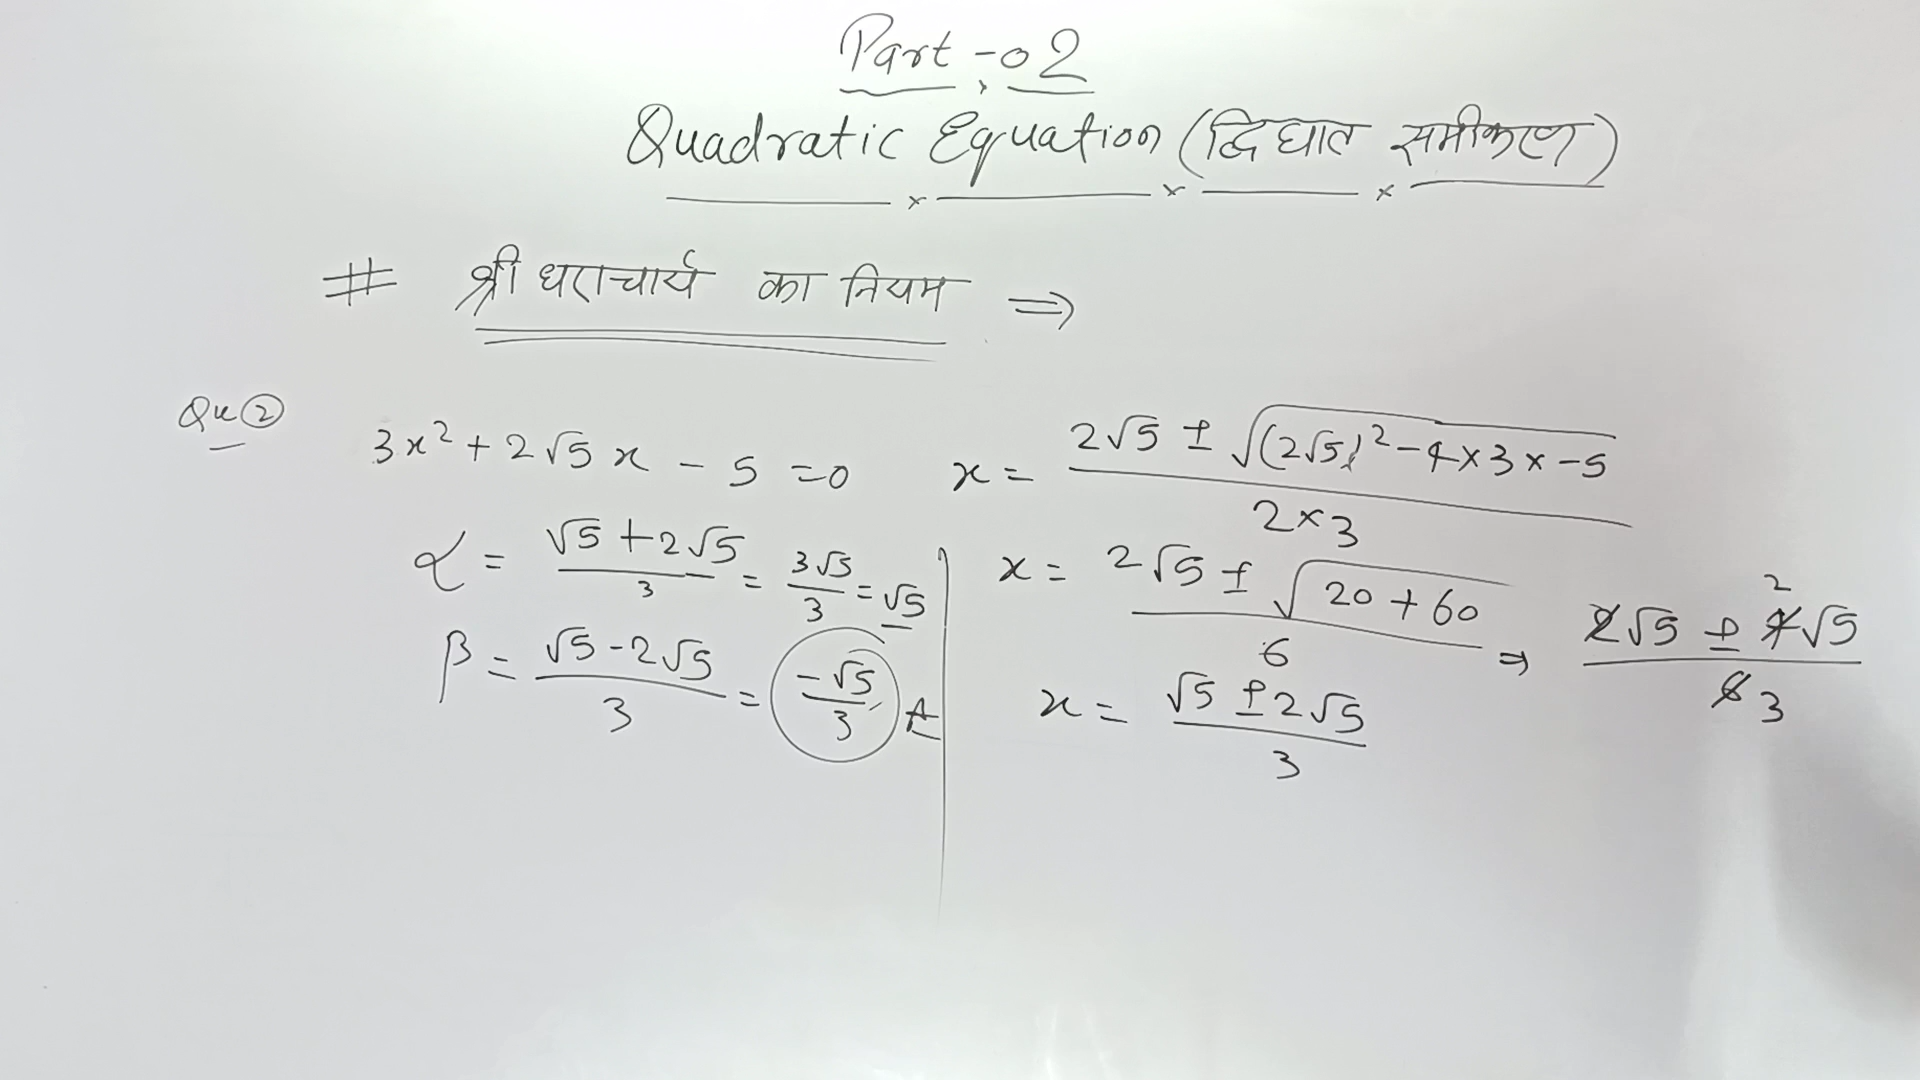 Part - 02
Quadratic Equation (द्विघात समीकरण)
# श्री धराचार्य का नियम ⇒
Qu ②
3x² + 2√5 x - 5 = 0
α = (√5 + 2√5)/3 = 3√5/3 = √5
β = (√5 - 2√5)/3 = -√5/3 A
x = (2√5 ± √((2√5)² - 4 × 3 × -5))/(2 × 3)
x = (2√5 ± √(20 + 60))/6 ⇒ (2√5 ± 4√5)/6 2 3
x = (√5 ± 2√5)/3